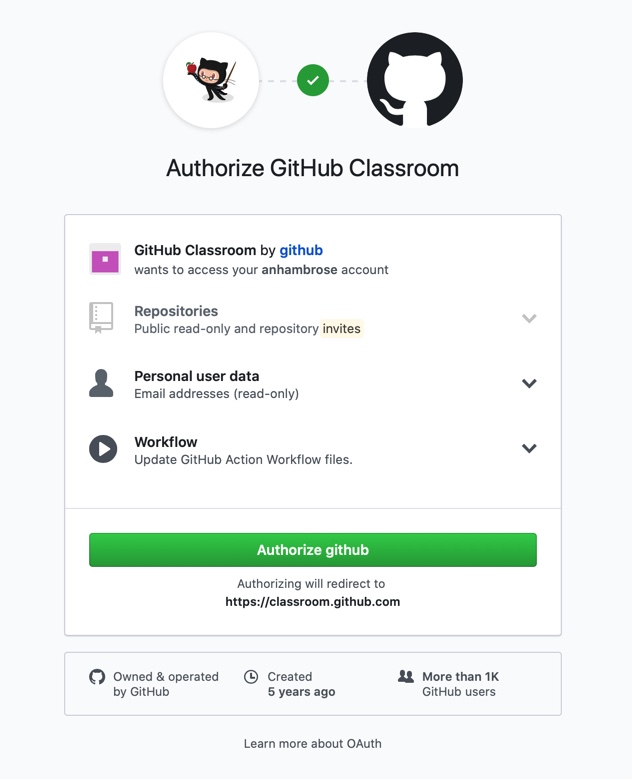 Authorize GitHub Classroom
GitHub Classroom by github
wants to access your anhambrose account
Repositories
Public read-only and repository invites
Personal user data
Email addresses (read-only)
Workflow
Update GitHub Action Workflow files.
Authorize github
Authorizing will redirect to
https://classroom.github.com
Owned & operated
by GitHub
Created
5 years ago
More than 1K
GitHub users
Learn more about OAuth